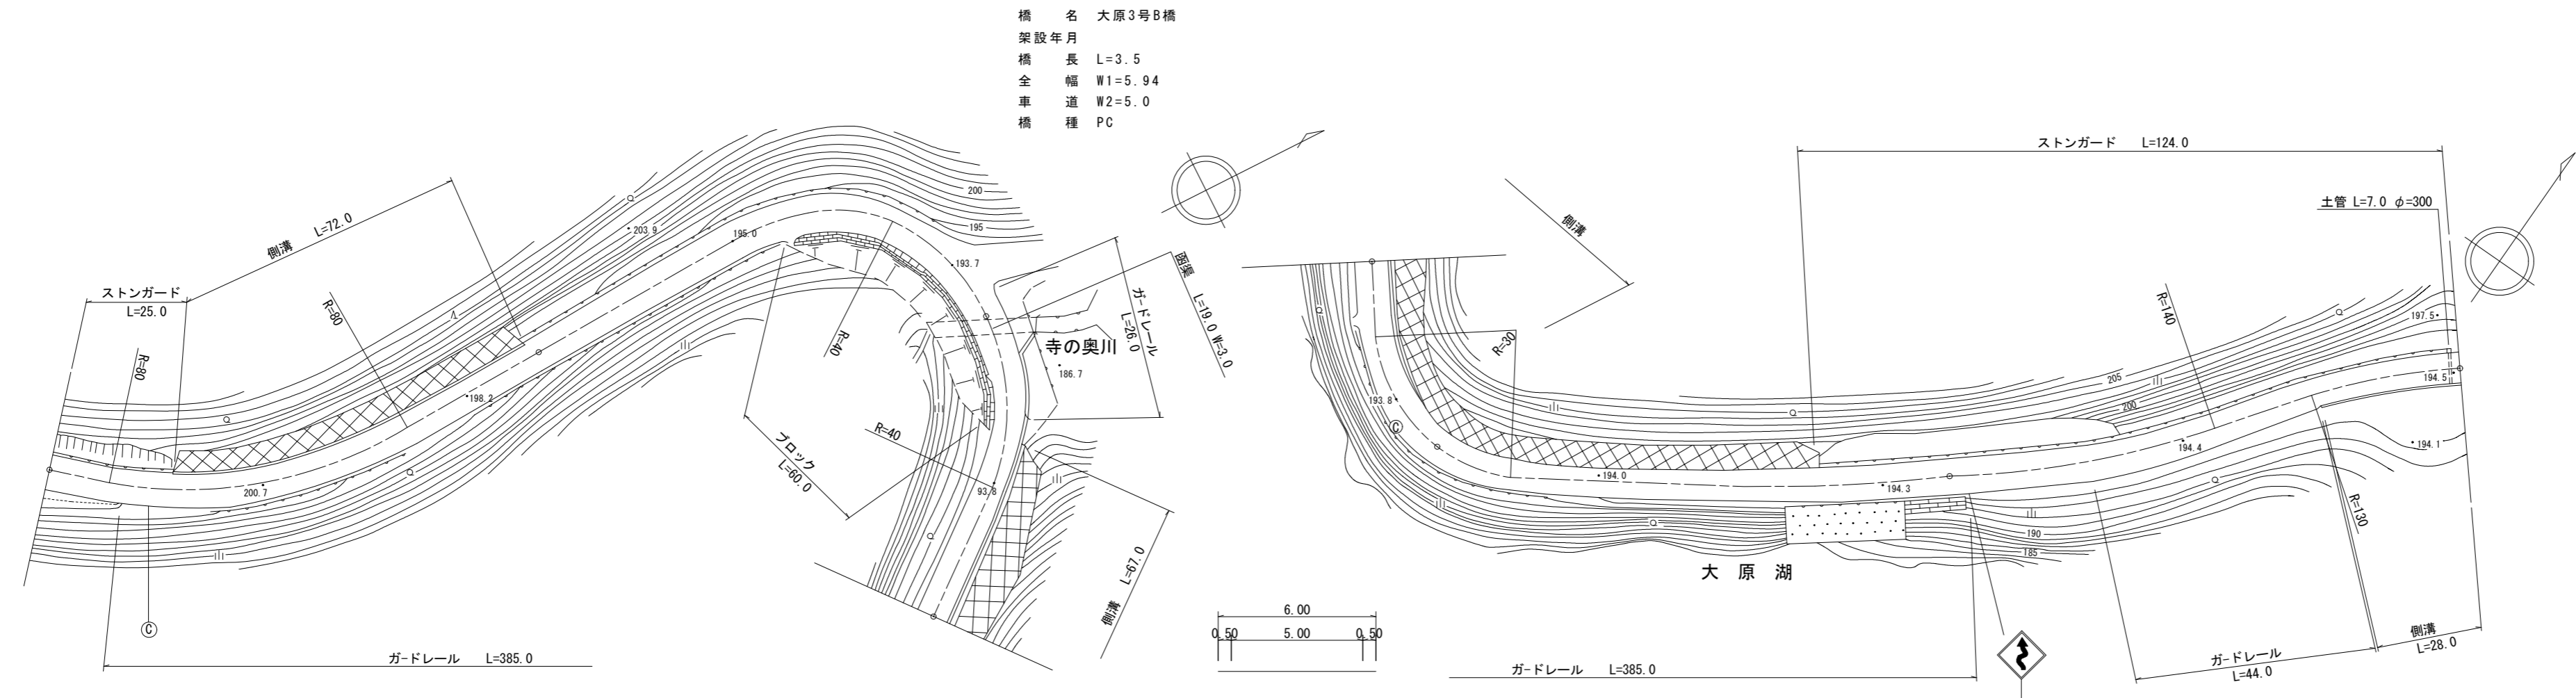 橋　名　大原3号B橋
架設年月
橋　長　L=3.5
全　幅　W1=5.94
車　道　W2=5.0
橋　種　PC
ストンガード
L=25.0
側溝　L=72.0
R=80
R=80
203.9
195.0
198.2
200.7
200
195
193.7
R=40
R=40
ブロック
L=60.0
93.8
寺の奥川
186.7
ガードレール
L=26.0
函渠　L=19.0 W=3.0
側溝　L=67.0
C
ガードレール　L=385.0
側溝
R=30
193.8
C
194.0
194.3
194.4
ストンガード　L=124.0
土管 L=7.0 φ=300
R=140
197.5
205
200
194.5
194.1
R=130
190
185
大原湖
6.00
0.50　5.00　0.50
ガードレール　L=385.0
ガードレール
L=44.0
側溝
L=28.0